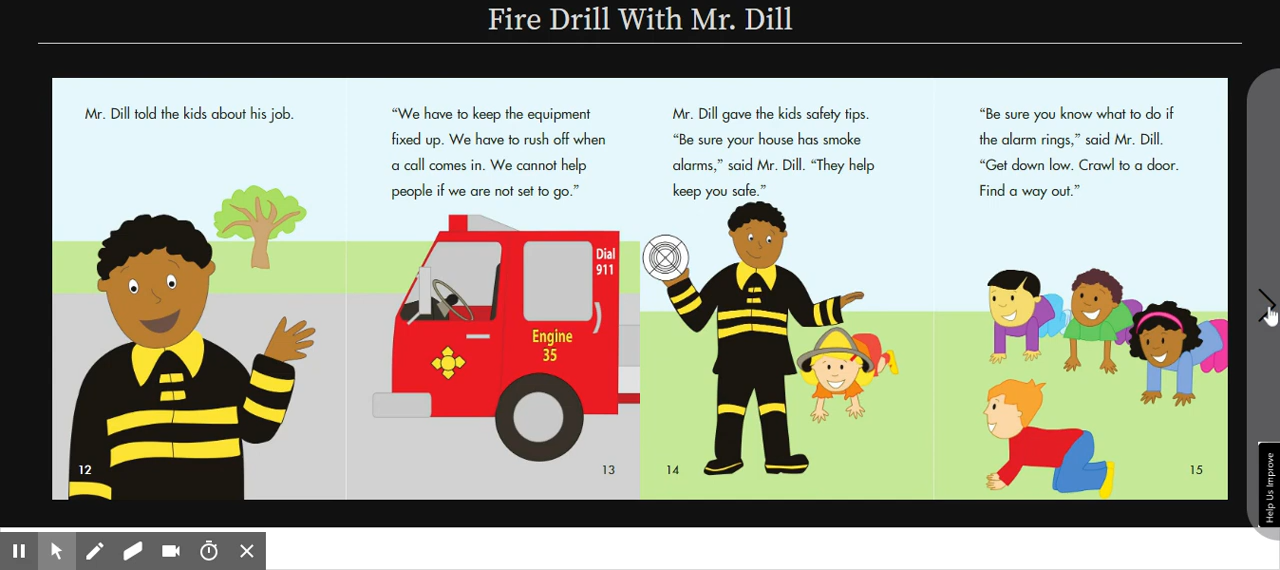 Fire Drill With Mr. Dill
Mr. Dill told the kids about his job.
12
“We have to keep the equipment
fixed up. We have to rush off when
a call comes in. We cannot help
people if we are not set to go.”
Dial
911
Engine
35
13
Mr. Dill gave the kids safety tips.
“Be sure your house has smoke
alarms,” said Mr. Dill. “They help
keep you safe.”
14
“Be sure you know what to do if
the alarm rings,” said Mr. Dill.
“Get down low. Crawl to a door.
Find a way out.”
15
Help Us Improve